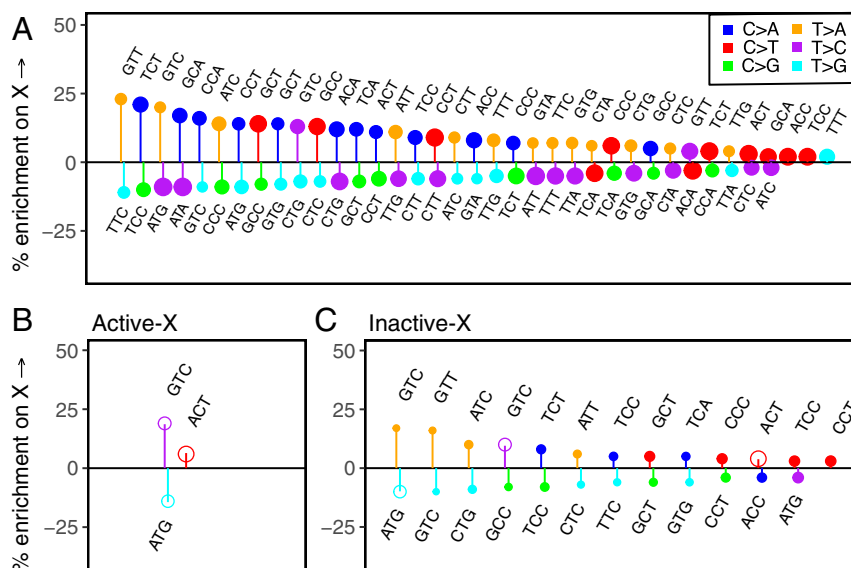 A
50
25
0
−25
% enrichment on X →
GTT TCT GTC GCA CCA ATC CCT GCT GCT GTC GCC ACA TCA ACT ATT TCC CCT CTT ACC TTT CCC GTA TTC GTG CTA CCC CTG GCC CTC GTT TCT TTG ACT GCA ACC TCC TTT
TTC TCC ATG ATA GTC CCC ATG GCC GTG CTG CTC CTG GCT CCT TTG CTT CTT ATC GTA TTG TCT ATT TTT TTA TCA TCA GTG GCA CTA ACA CCA TTA CTC ATC
C>A T>A
C>T T>C
C>G T>G
B Active-X
50
25
0
−25
% enrichment on X →
GTC ACT
ATG
C Inactive-X
50
25
0
−25
GTC GTT ATC GTC TCT ATT TCC GCT TCA CCC ACT TCC CCT
ATG GTC CTG GCC TCC CTC TTC GCT GTG CCT ACC ATG